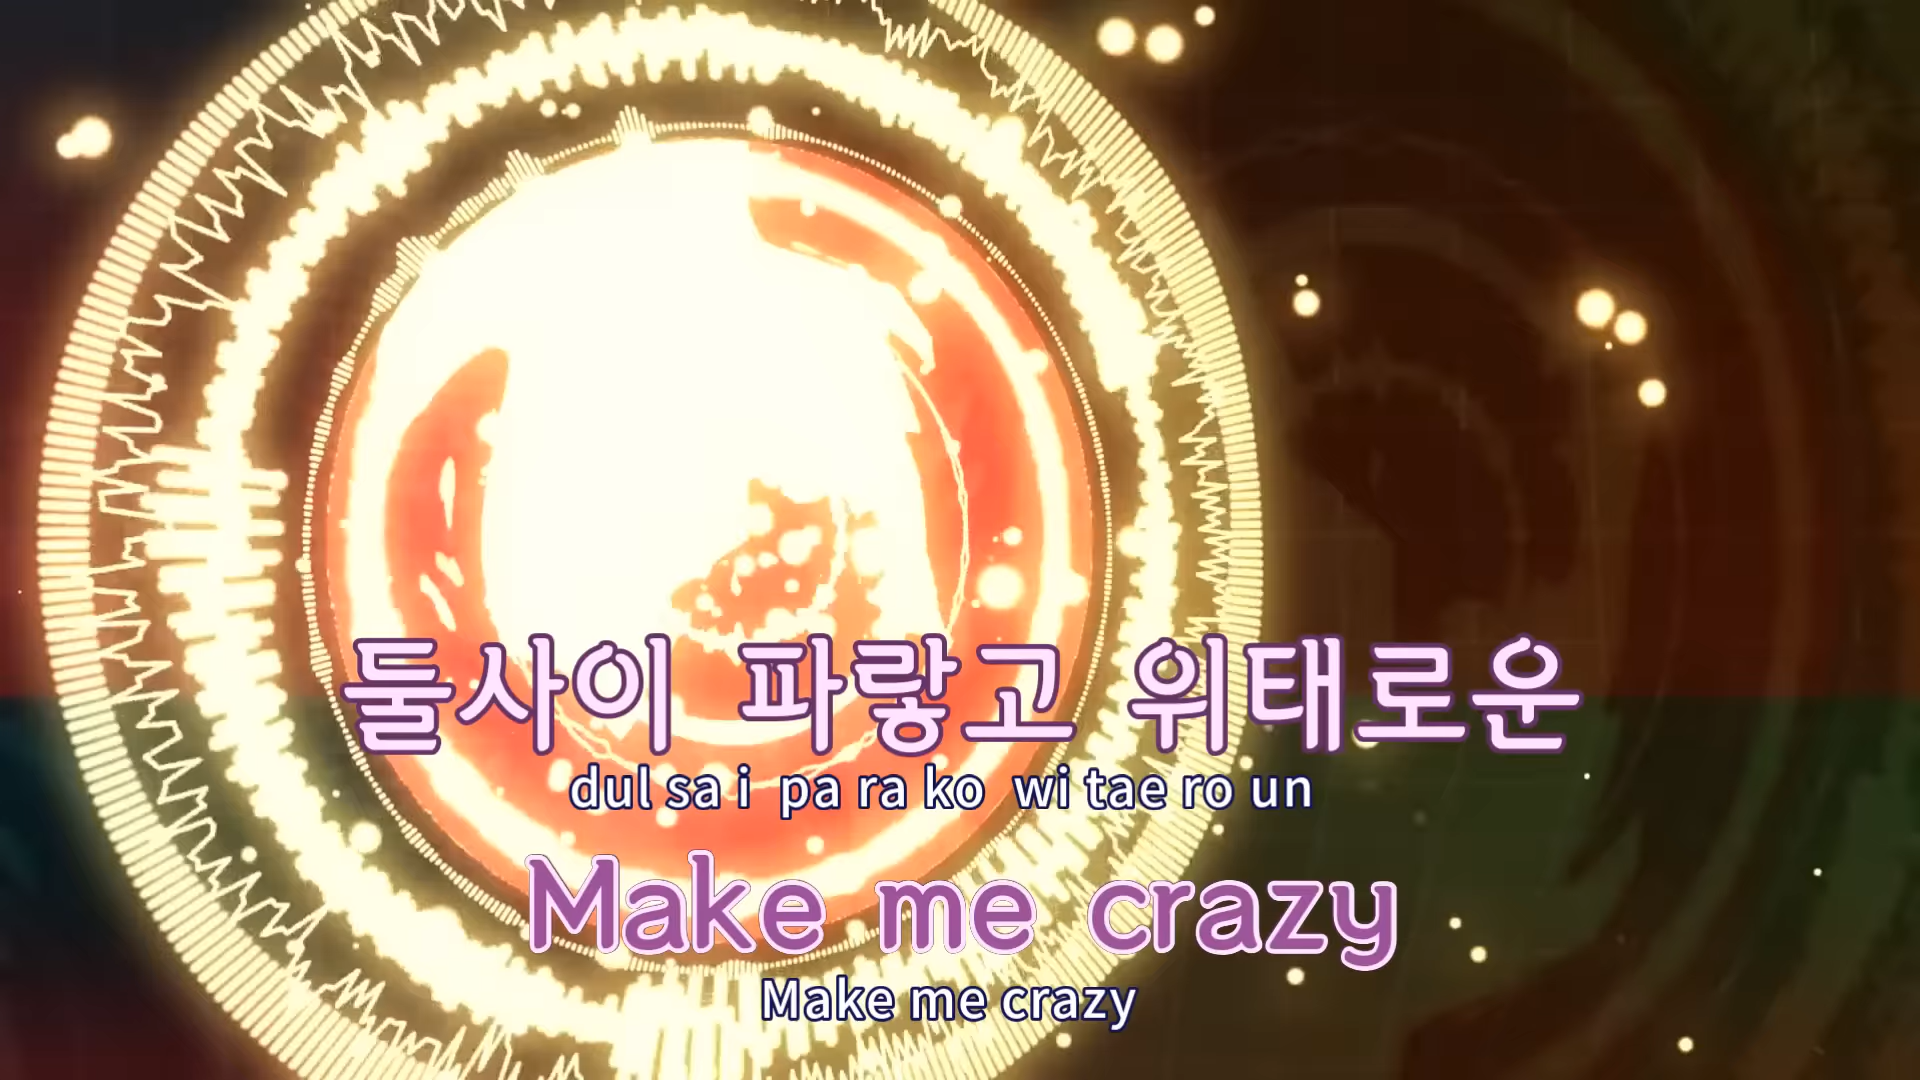 둘사이 파랗고 위태로운
dul sa i pa ra ko wi tae ro un
Make me crazy
Make me crazy